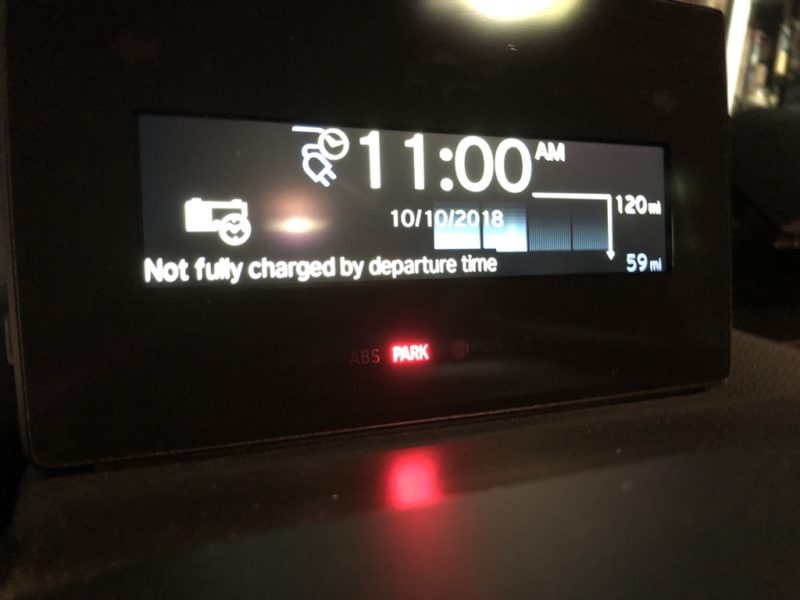 11:00 AM
120 mi
10/10/2018
Not fully charged by departure time
59 mi
ABS PARK